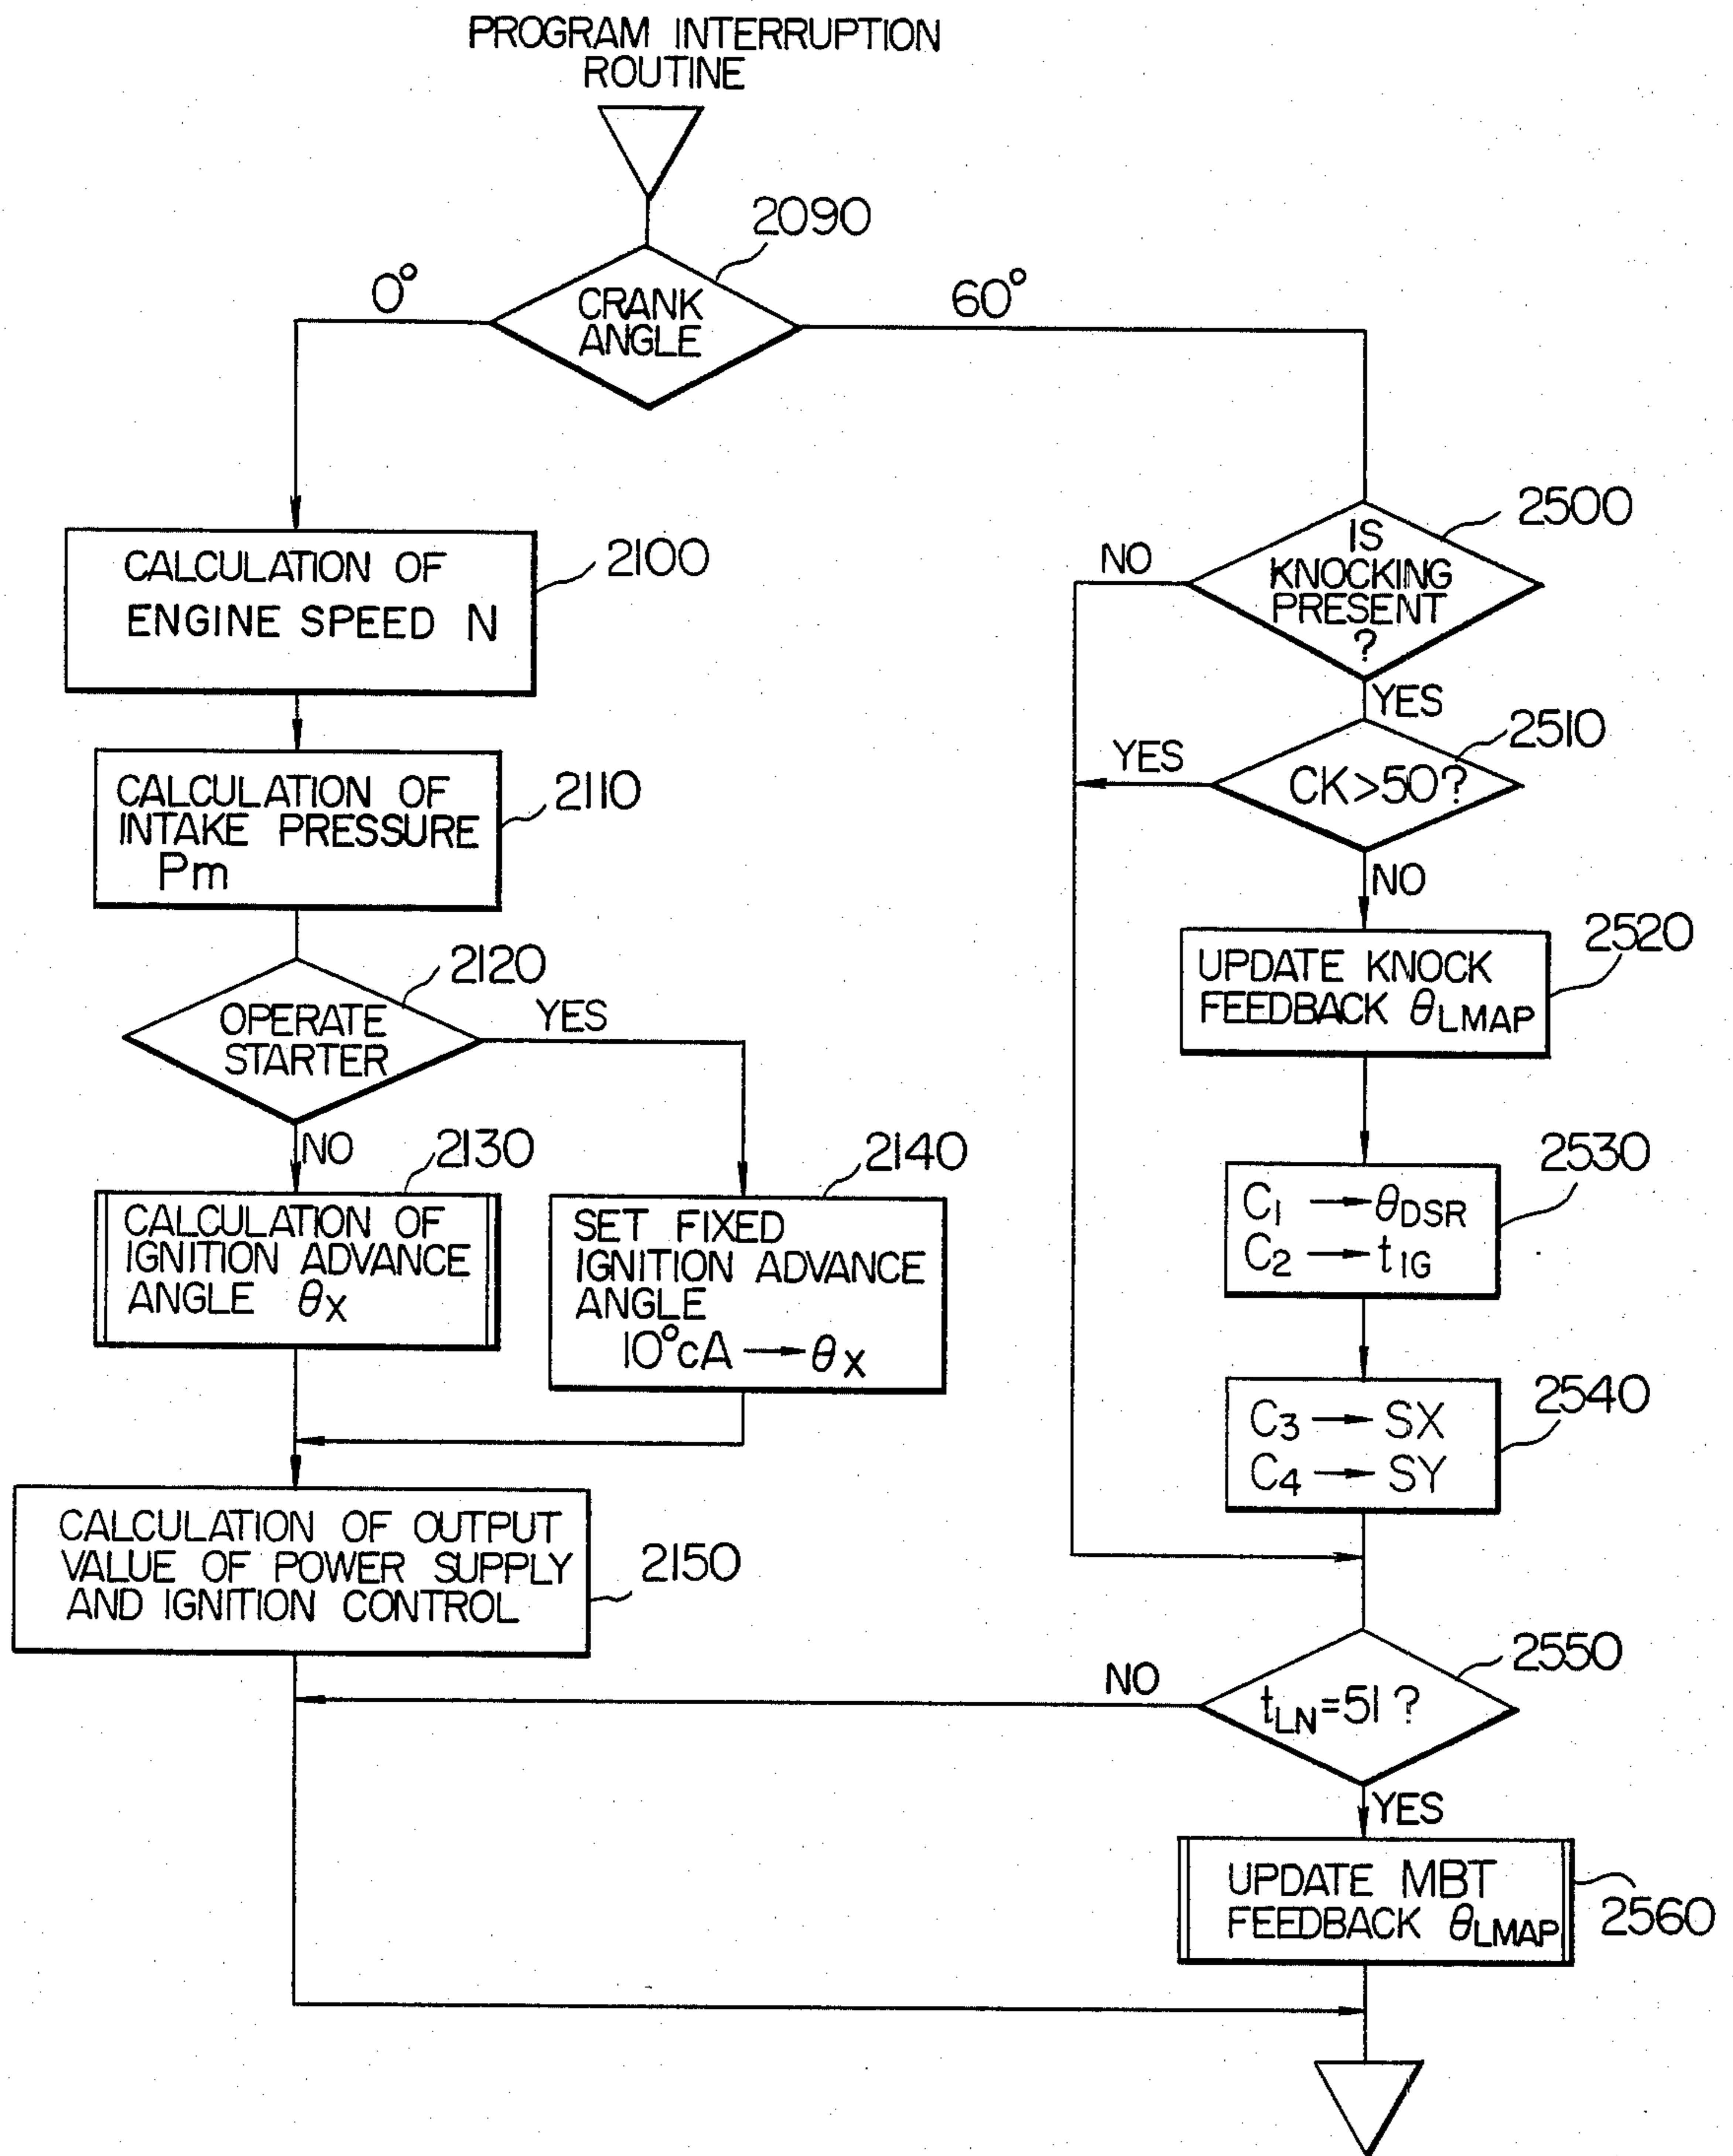 PROGRAM INTERRUPTION
ROUTINE
2090
0°
CRANK
ANGLE
60°
2100
CALCULATION OF
ENGINE SPEED N
2110
CALCULATION OF
INTAKE PRESSURE
Pm
2120
OPERATE
STARTER
YES
NO
2130
CALCULATION OF
IGNITION ADVANCE
ANGLE θX
2140
SET FIXED
IGNITION ADVANCE
ANGLE
10°CA → θX
CALCULATION OF OUTPUT
VALUE OF POWER SUPPLY
AND IGNITION CONTROL
2150
2500
IS
KNOCKING
PRESENT
?
NO
YES
2510
CK>50?
YES
NO
2520
UPDATE KNOCK
FEEDBACK θLMAP
2530
C1 → θDSR
C2 → tIG
2540
C3 → SX
C4 → SY
2550
tLN=51?
NO
YES
UPDATE MBT
FEEDBACK θLMAP
2560